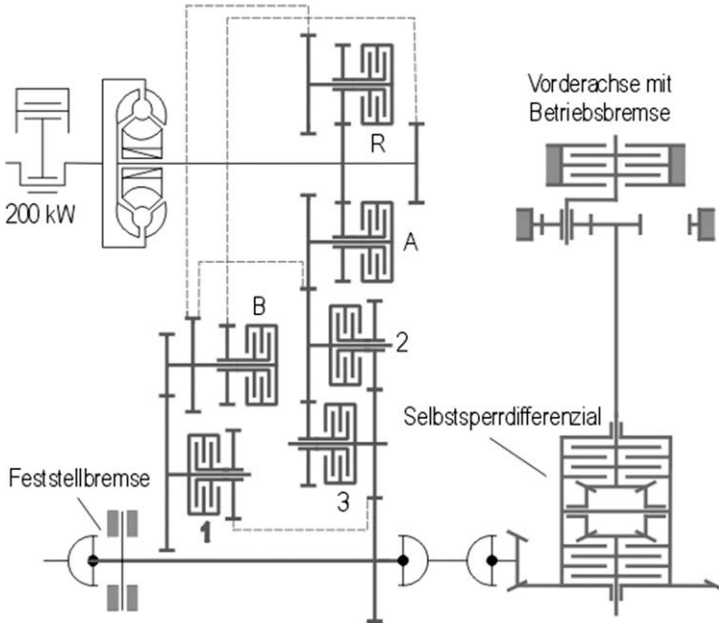 Vorderachse mit
Betriebsbremse
R
200 kW
A
B
2
Selbstsperrdifferenzial
Feststellbremse
3
1